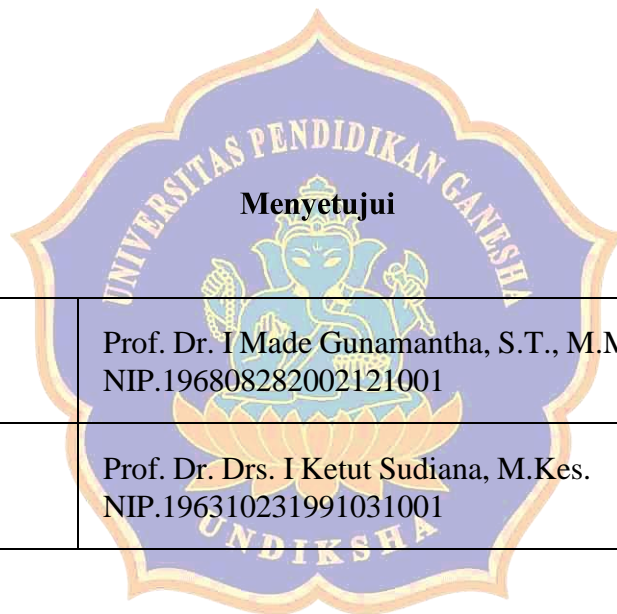 UNIVERSITAS PENDIDIKAN GANESHA
Menyetujui
Prof. Dr. I Made Gunamantha, S.T., M.M
NIP.196808282002121001
Prof. Dr. Drs. I Ketut Sudiana, M.Kes.
NIP.196310231991031001
UNDIKSHA